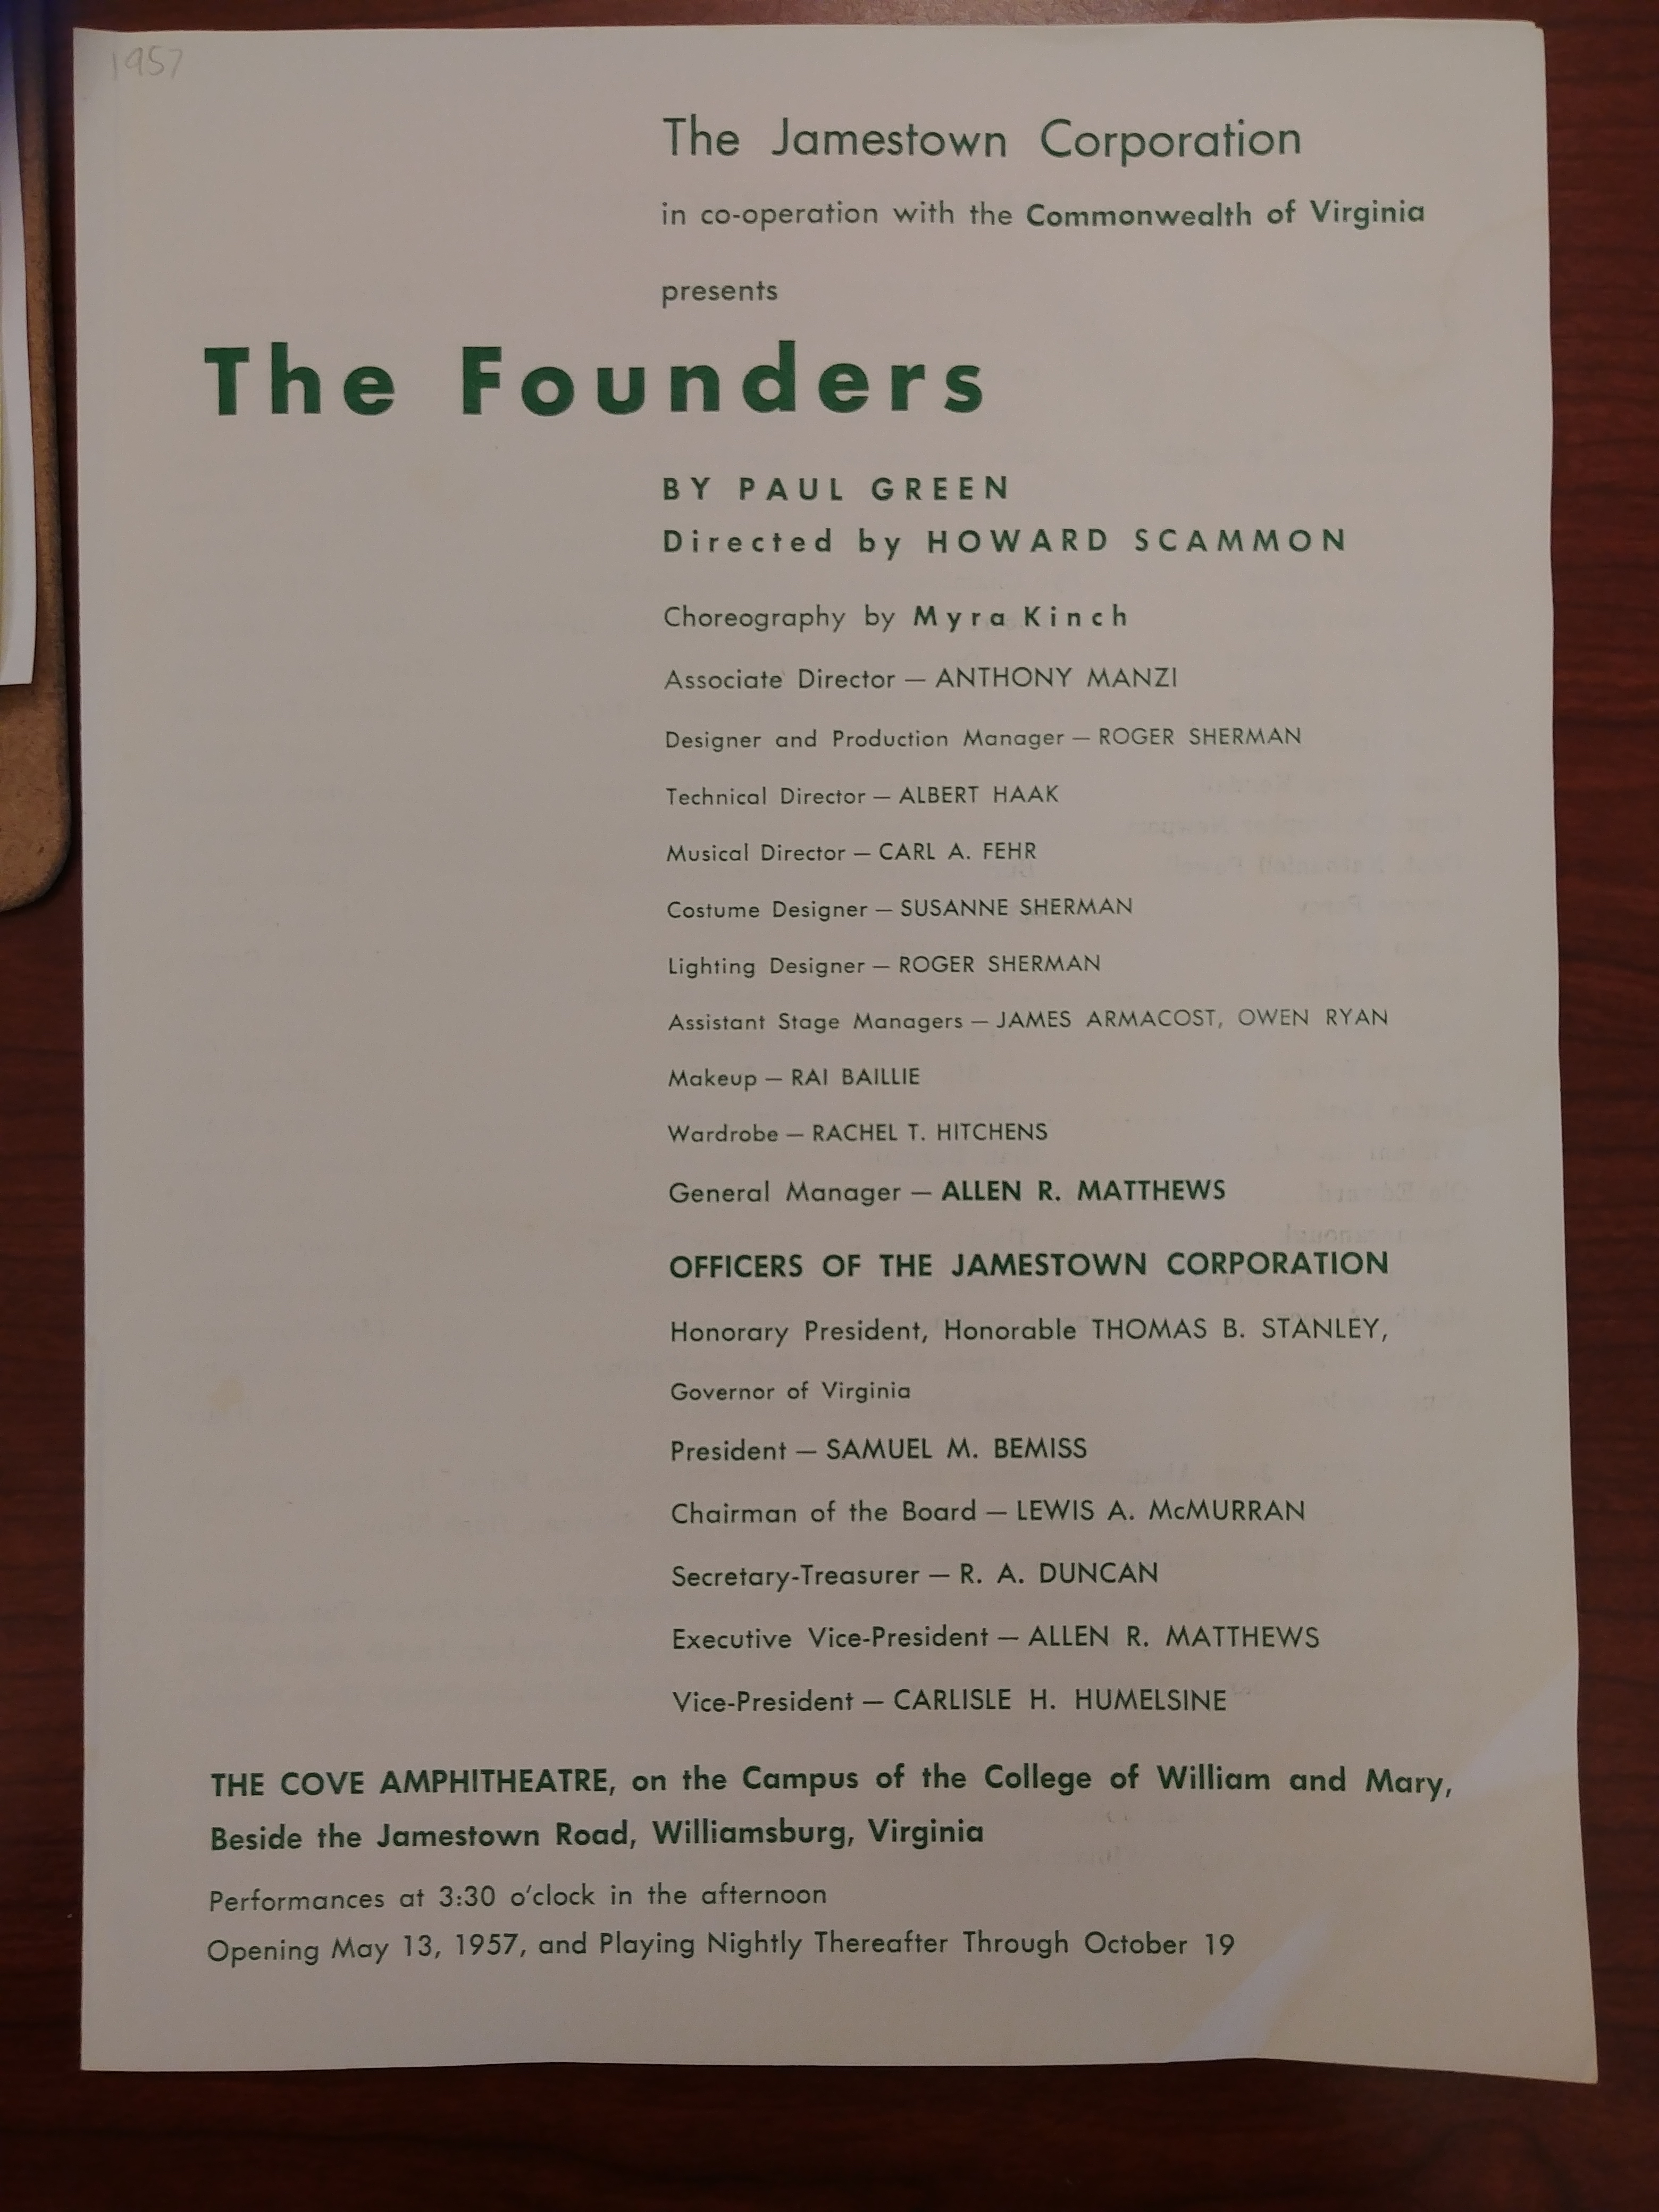 1957
The Jamestown Corporation
in co-operation with the Commonwealth of Virginia
presents
The Founders
BY PAUL GREEN
Directed by HOWARD SCAMMON
Choreography by Myra Kinch
Associate Director — ANTHONY MANZI
Designer and Production Manager — ROGER SHERMAN
Technical Director — ALBERT HAAK
Musical Director — CARL A. FEHR
Costume Designer — SUSANNE SHERMAN
Lighting Designer — ROGER SHERMAN
Assistant Stage Managers — JAMES ARMACOST, OWEN RYAN
Makeup — RAI BAILLIE
Wardrobe — RACHEL T. HITCHENS
General Manager — ALLEN R. MATTHEWS
OFFICERS OF THE JAMESTOWN CORPORATION
Honorary President, Honorable THOMAS B. STANLEY,
Governor of Virginia
President — SAMUEL M. BEMISS
Chairman of the Board — LEWIS A. McMURRAN
Secretary-Treasurer — R. A. DUNCAN
Executive Vice-President — ALLEN R. MATTHEWS
Vice-President — CARLISLE H. HUMELSINE
THE COVE AMPHITHEATRE, on the Campus of the College of William and Mary,
Beside the Jamestown Road, Williamsburg, Virginia
Performances at 3:30 o'clock in the afternoon
Opening May 13, 1957, and Playing Nightly Thereafter Through October 19